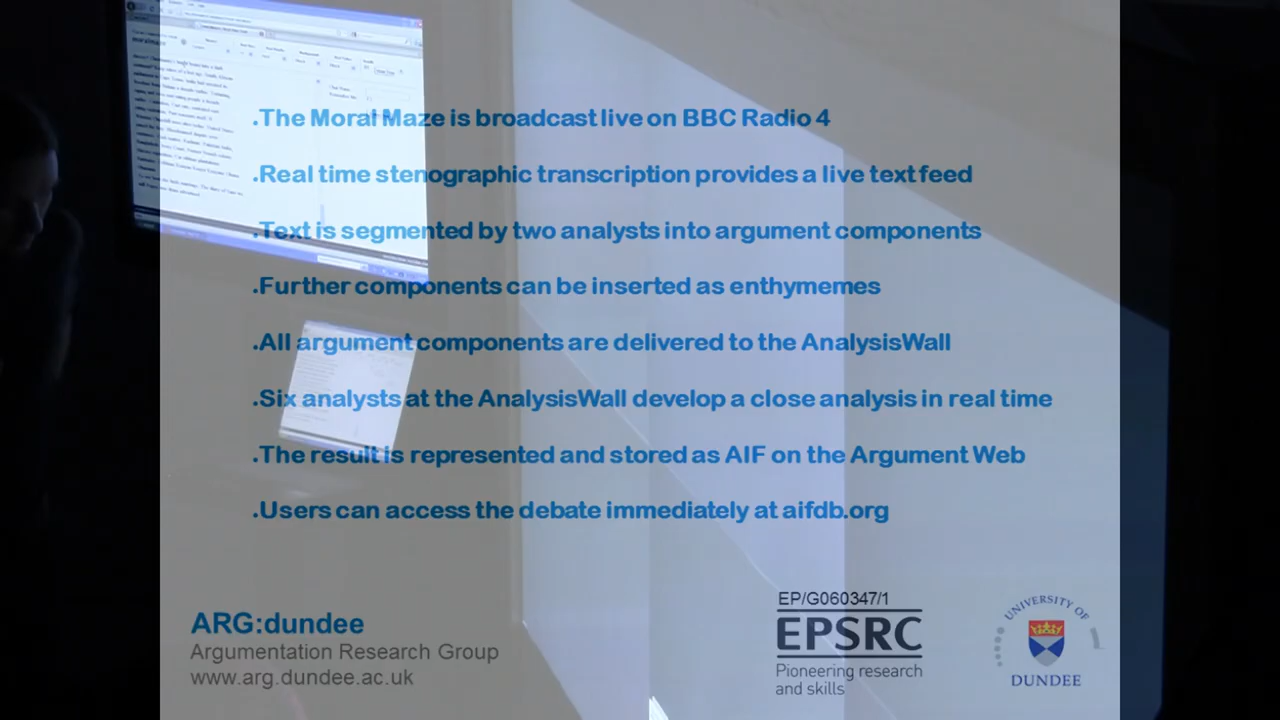 .The Moral Maze is broadcast live on BBC Radio 4
.Real time stenographic transcription provides a live text feed
.Text is segmented by two analysts into argument components
.Further components can be inserted as enthymemes
.All argument components are delivered to the AnalysisWall
.Six analysts at the AnalysisWall develop a close analysis in real time
.The result is represented and stored as AIF on the Argument Web
.Users can access the debate immediately at aifdb.org
ARG:dundee
Argumentation Research Group
www.arg.dundee.ac.uk
EP/G060347/1
EPSRC
Pioneering research
and skills
UNIVERSITY OF
DUNDEE